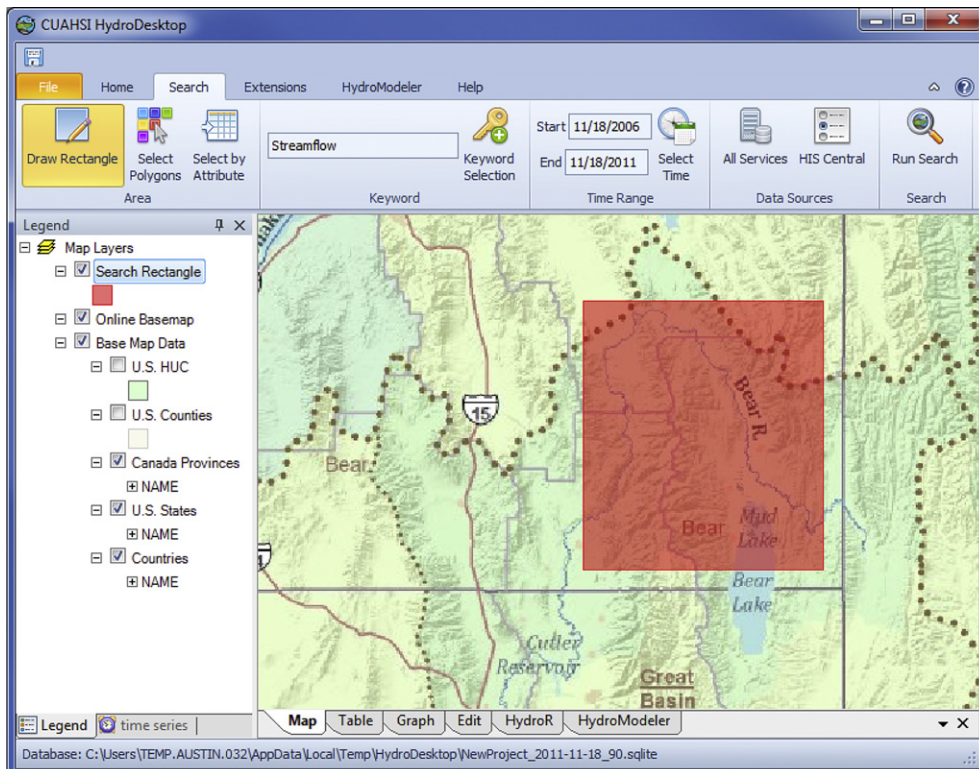 CUAHSI HydroDesktop
File Home Search Extensions HydroModeler Help
Draw Rectangle
Select Polygons
Select by Attribute
Area
Streamflow
Keyword Selection
Keyword
Start 11/18/2006
End 11/18/2011
Select Time
Time Range
All Services
HIS Central
Data Sources
Run Search
Search
Legend
Map Layers
Search Rectangle
Online Basemap
Base Map Data
U.S. HUC
U.S. Counties
Canada Provinces
NAME
U.S. States
NAME
Countries
NAME
15
Bear
Bear R.
Bear
Mud
Lake
Bear
Lake
Cutler
Reservoir
Great
Basin
Legend time series
Map Table Graph Edit HydroR HydroModeler
Database: C:\Users\TEMP.AUSTIN.032\AppData\Local\Temp\HydroDesktop\NewProject_2011-11-18_90.sqlite